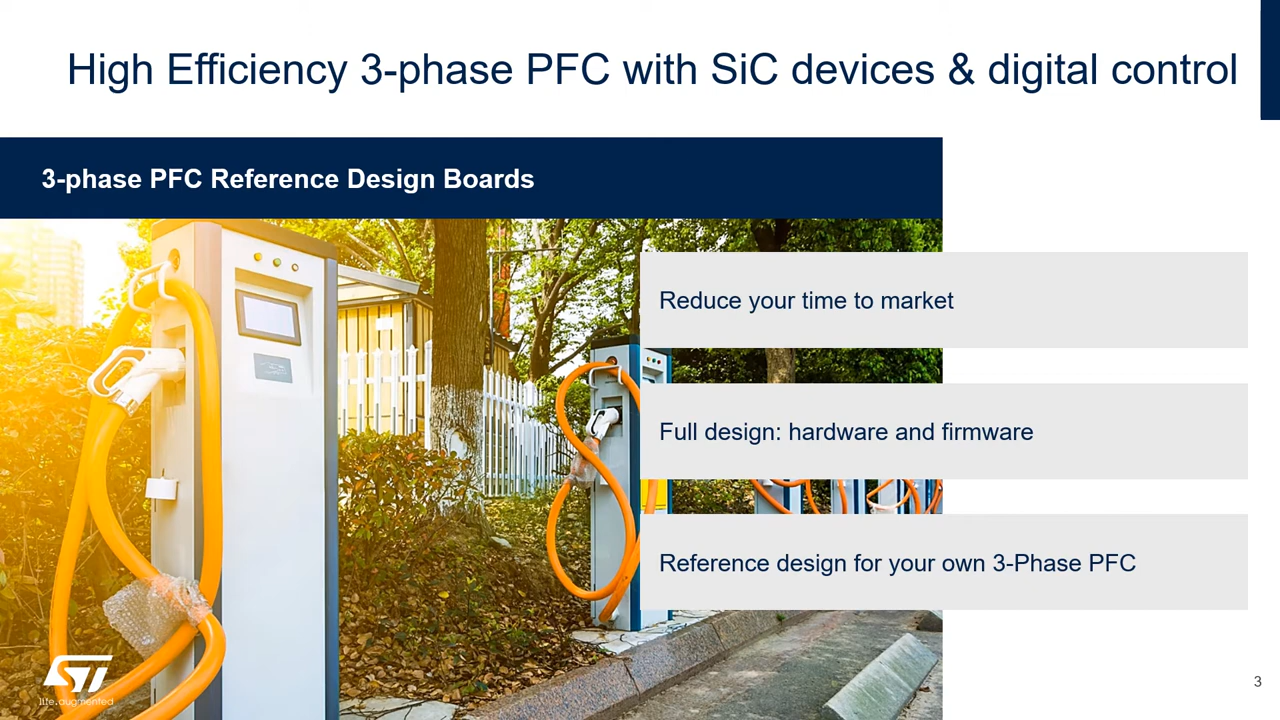 High Efficiency 3-phase PFC with SiC devices & digital control
3-phase PFC Reference Design Boards
Reduce your time to market
Full design: hardware and firmware
Reference design for your own 3-Phase PFC
ST
life.augmented
3